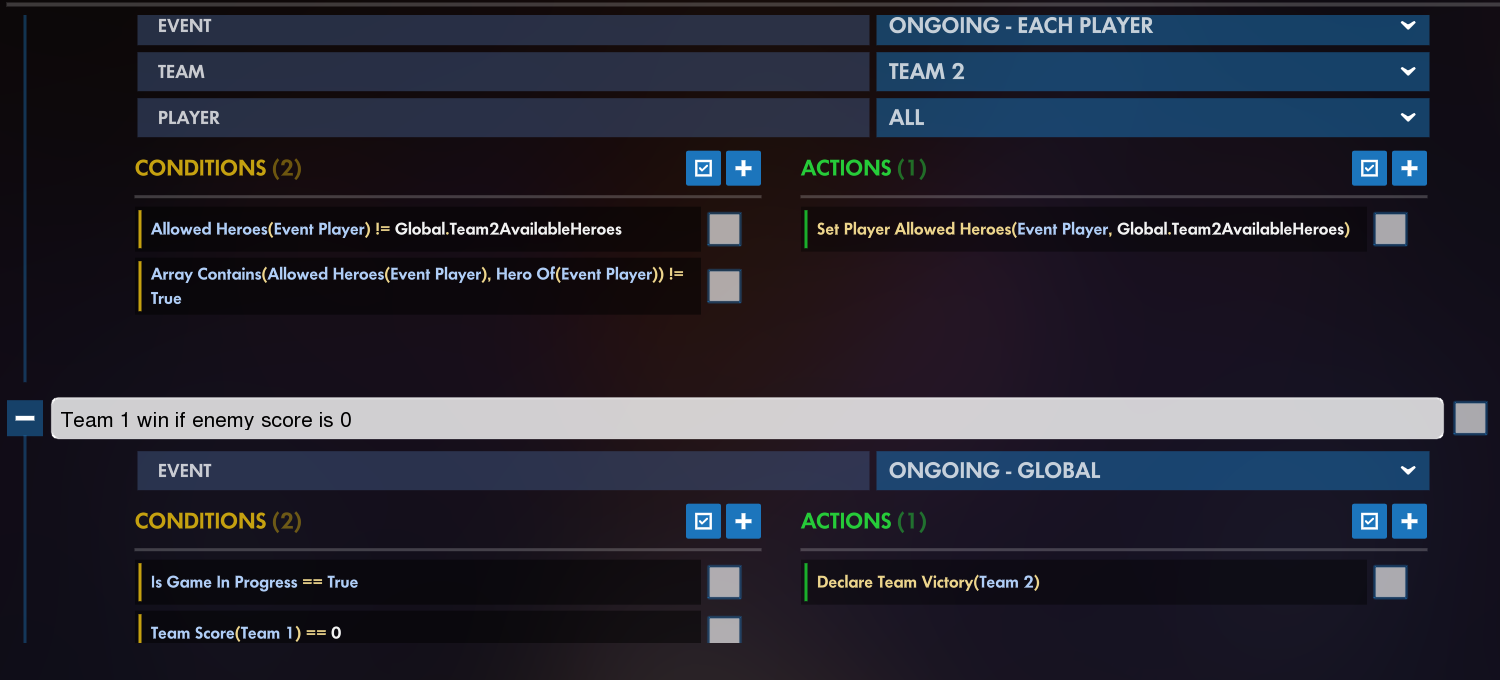 EVENT ONGOING - EACH PLAYER
TEAM TEAM 2
PLAYER ALL
CONDITIONS (2) ACTIONS (1)
Allowed Heroes(Event Player) != Global.Team2AvailableHeroes
Array Contains(Allowed Heroes(Event Player), Hero Of(Event Player)) !=
True
Set Player Allowed Heroes(Event Player, Global.Team2AvailableHeroes)
Team 1 win if enemy score is 0
EVENT ONGOING - GLOBAL
CONDITIONS (2) ACTIONS (1)
Is Game In Progress == True
Team Score(Team 1) == 0
Declare Team Victory(Team 2)